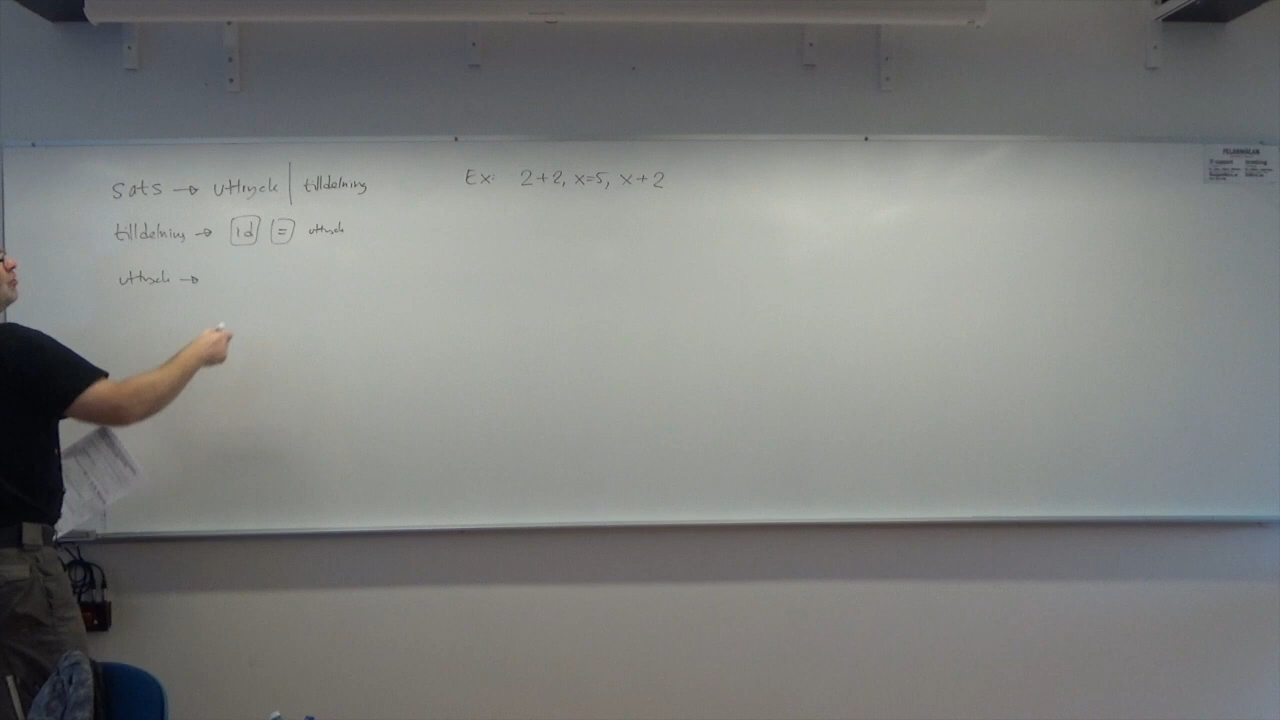 sats → uttryck | tilldelning
Ex: 2+2, x=5, x+2
tilldelning → id = uttryck
uttryck →